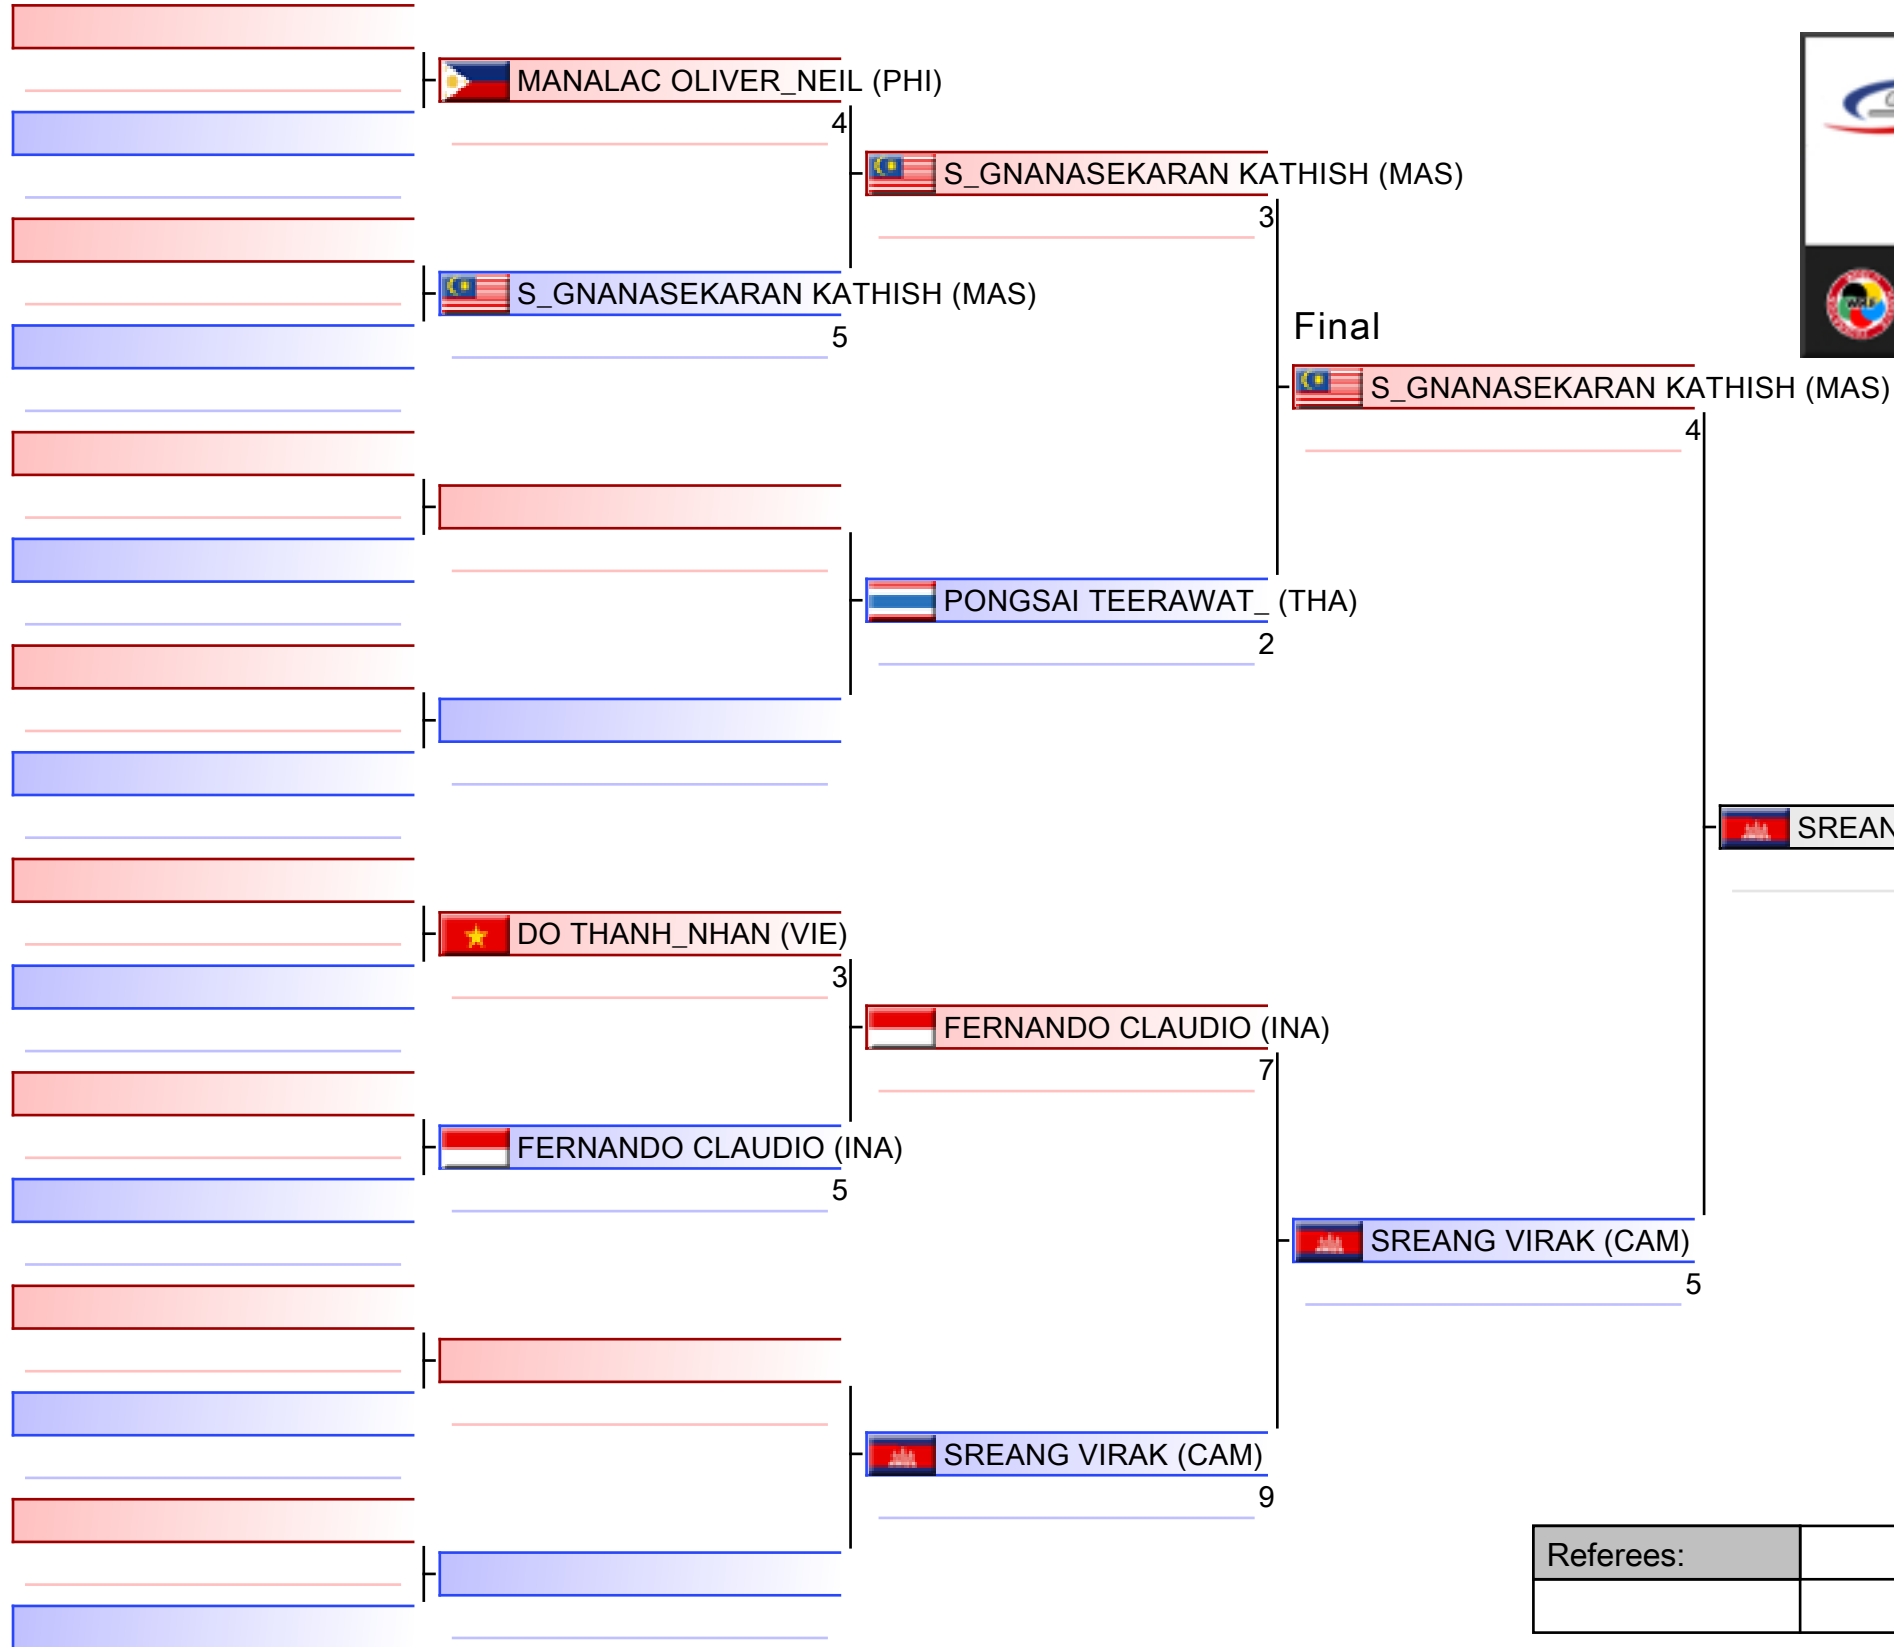 MANALAC OLIVER_NEIL (PHI)
4
S_GNANASEKARAN KATHISH (MAS)
3
S_GNANASEKARAN KATHISH (MAS)
5
Final
S_GNANASEKARAN KATHISH (MAS)
4
PONGSAI TEERAWAT_ (THA)
2
SREAN
DO THANH_NHAN (VIE)
3
FERNANDO CLAUDIO (INA)
7
FERNANDO CLAUDIO (INA)
5
SREANG VIRAK (CAM)
5
SREANG VIRAK (CAM)
9
Referees: